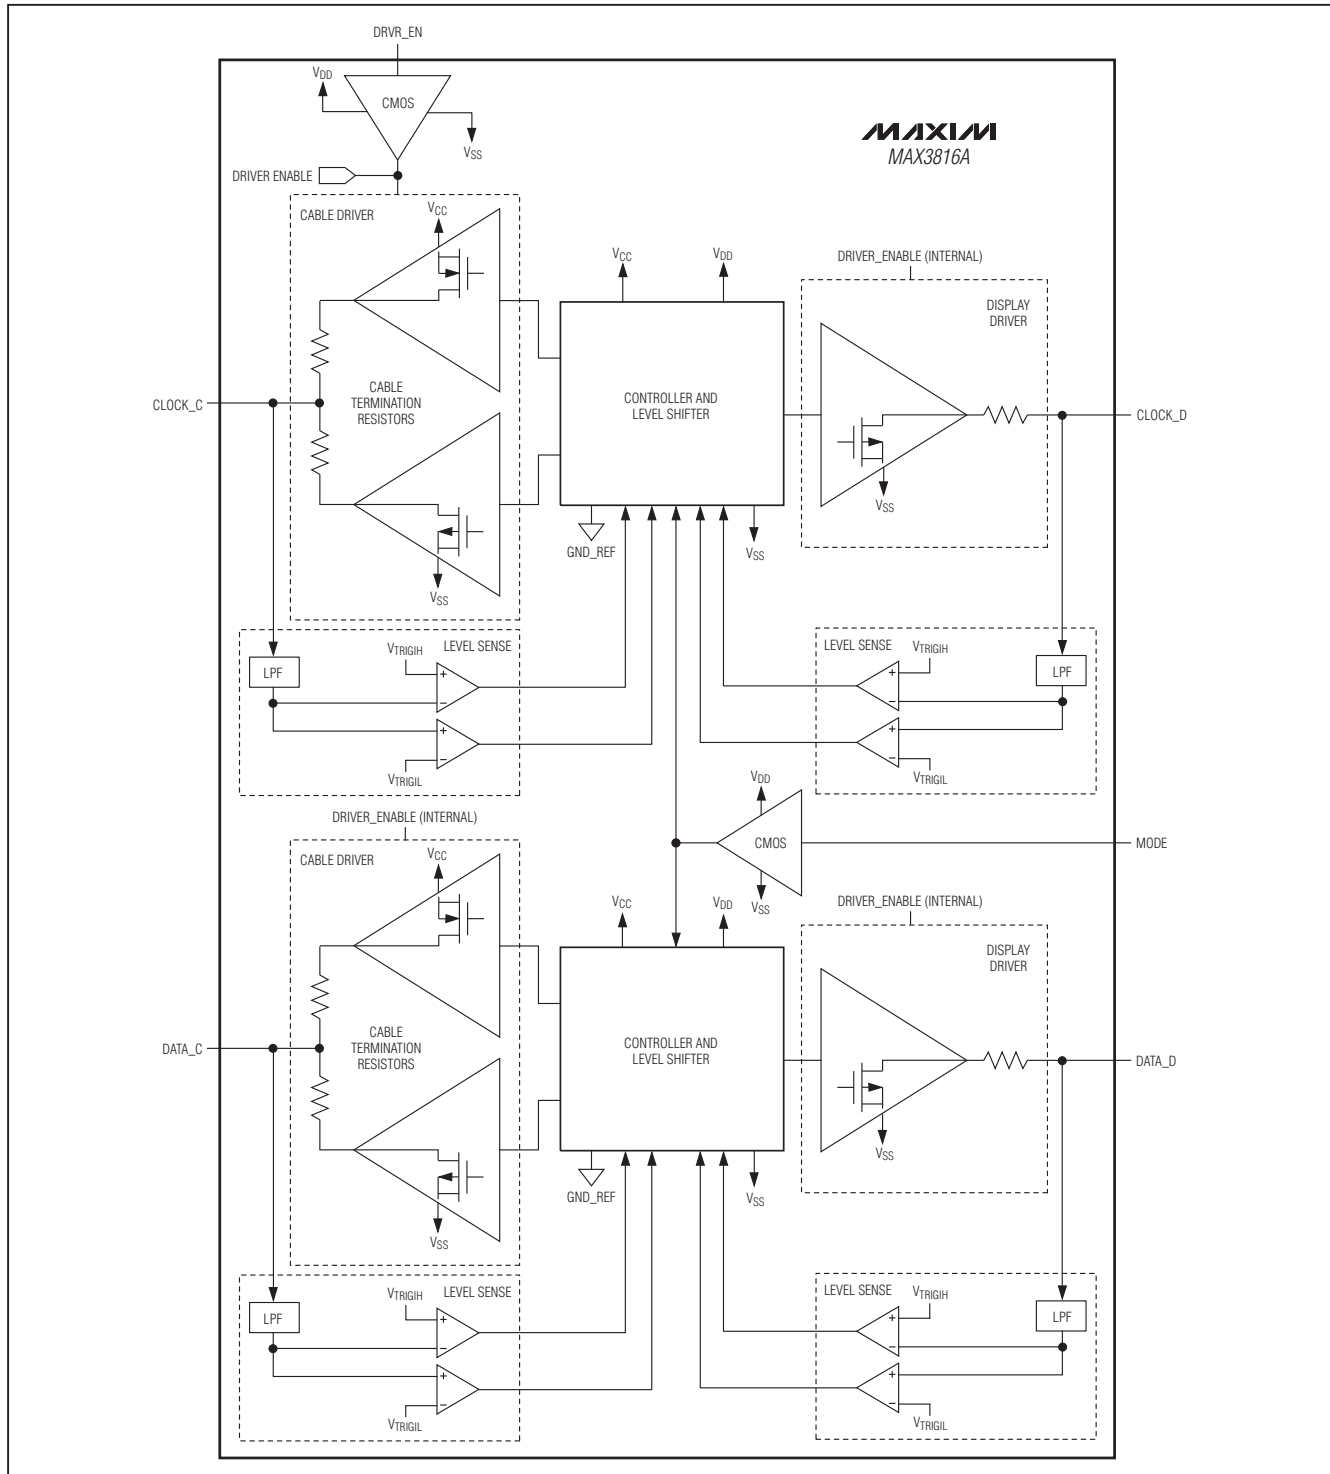 DRVR_EN
VDD
CMOS
VSS
MAXIM
MAX3816A
DRIVER ENABLE
CABLE DRIVER
VCC
CABLE
TERMINATION
RESISTORS
VSS
VCC
VDD
CONTROLLER AND
LEVEL SHIFTER
GND_REF
VSS
DRIVER_ENABLE (INTERNAL)
DISPLAY
DRIVER
VSS
CLOCK_C
CLOCK_D
LEVEL SENSE
VTRIGIH
LPF
+
−
+
−
VTRIGIL
LEVEL SENSE
VTRIGIH
LPF
+
−
+
−
VTRIGIL
VDD
CMOS
VSS
MODE
DRIVER_ENABLE (INTERNAL)
CABLE DRIVER
VCC
CABLE
TERMINATION
RESISTORS
VSS
VCC
VDD
CONTROLLER AND
LEVEL SHIFTER
GND_REF
VSS
DRIVER_ENABLE (INTERNAL)
DISPLAY
DRIVER
VSS
DATA_C
DATA_D
LEVEL SENSE
VTRIGIH
LPF
+
−
+
−
VTRIGIL
LEVEL SENSE
VTRIGIH
LPF
+
−
+
−
VTRIGIL